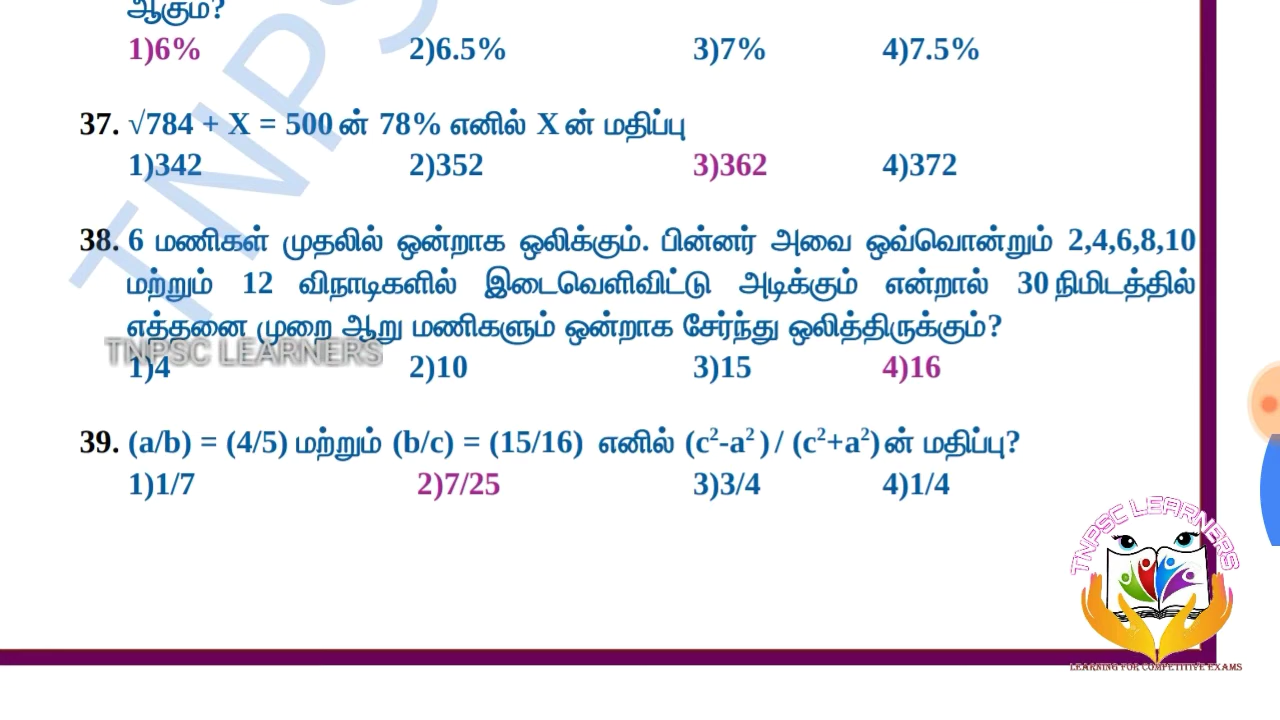 ஆகும்?
1)6% 2)6.5% 3)7% 4)7.5%
37. √784 + X = 500ன் 78% எனில் Xன் மதிப்பு
1)342 2)352 3)362 4)372
38. 6 மணிகள் முதலில் ஒன்றாக ஒலிக்கும். பின்னர் அவை ஒவ்வொன்றும் 2,4,6,8,10
மற்றும் 12 விநாடிகளில் இடைவெளிவிட்டு அடிக்கும் என்றால் 30நிமிடத்தில்
எத்தனை முறை ஆறு மணிகளும் ஒன்றாக சேர்ந்து ஒலித்திருக்கும்?
TNPSC LEARNERS
1)4 2)10 3)15 4)16
39. (a/b) = (4/5) மற்றும் (b/c) = (15/16) எனில் (c²-a²)/ (c²+a²)ன் மதிப்பு?
1)1/7 2)7/25 3)3/4 4)1/4
TNPS
TNPSC LEARNERS
LEARNING FOR COMPETITIVE EXAMS